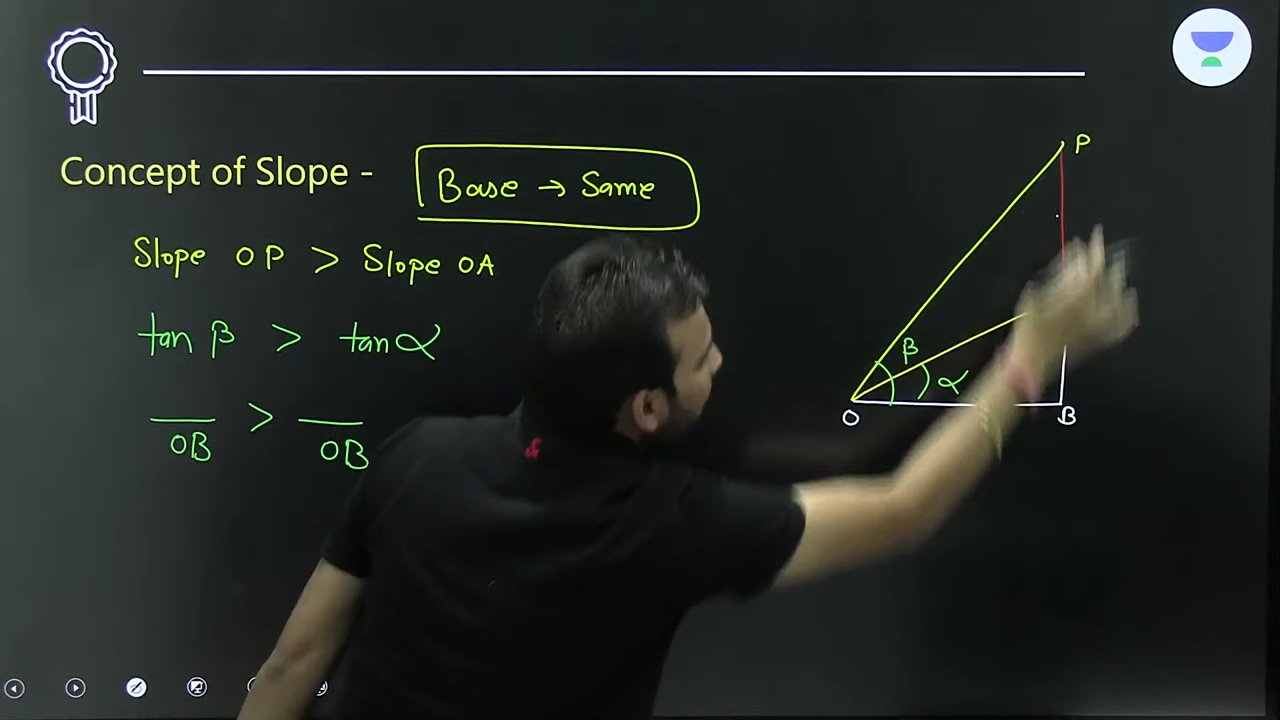 Concept of Slope -
Base → Same
Slope OP > Slope OA
tan β > tan α
OB > OB
P
β
α
O
B